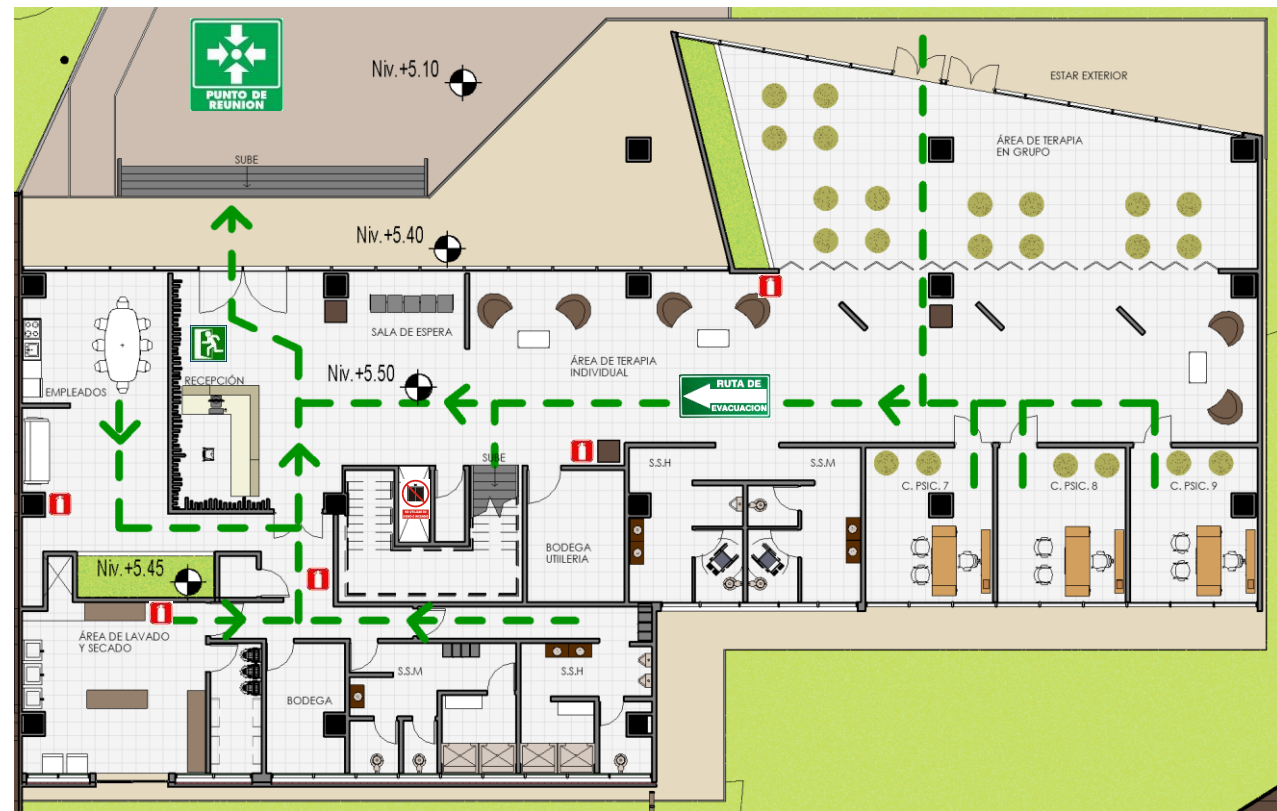 PUNTO DE
REUNION
Niv.+5.10
ESTAR EXTERIOR
ÁREA DE TERAPIA
EN GRUPO
SUBE
Niv.+5.40
SALA DE ESPERA
ÁREA DE TERAPIA
INDIVIDUAL
Niv.+5.50
RECEPCIÓN
EMPLEADOS
RUTA DE
EVACUACION
SUBE
S.S.H
S.S.M
C. PSIC. 7
C. PSIC. 8
C. PSIC. 9
BODEGA
UTIILERIA
Niv.+5.45
ÁREA DE LAVADO
Y SECADO
BODEGA
S.S.M
S.S.H